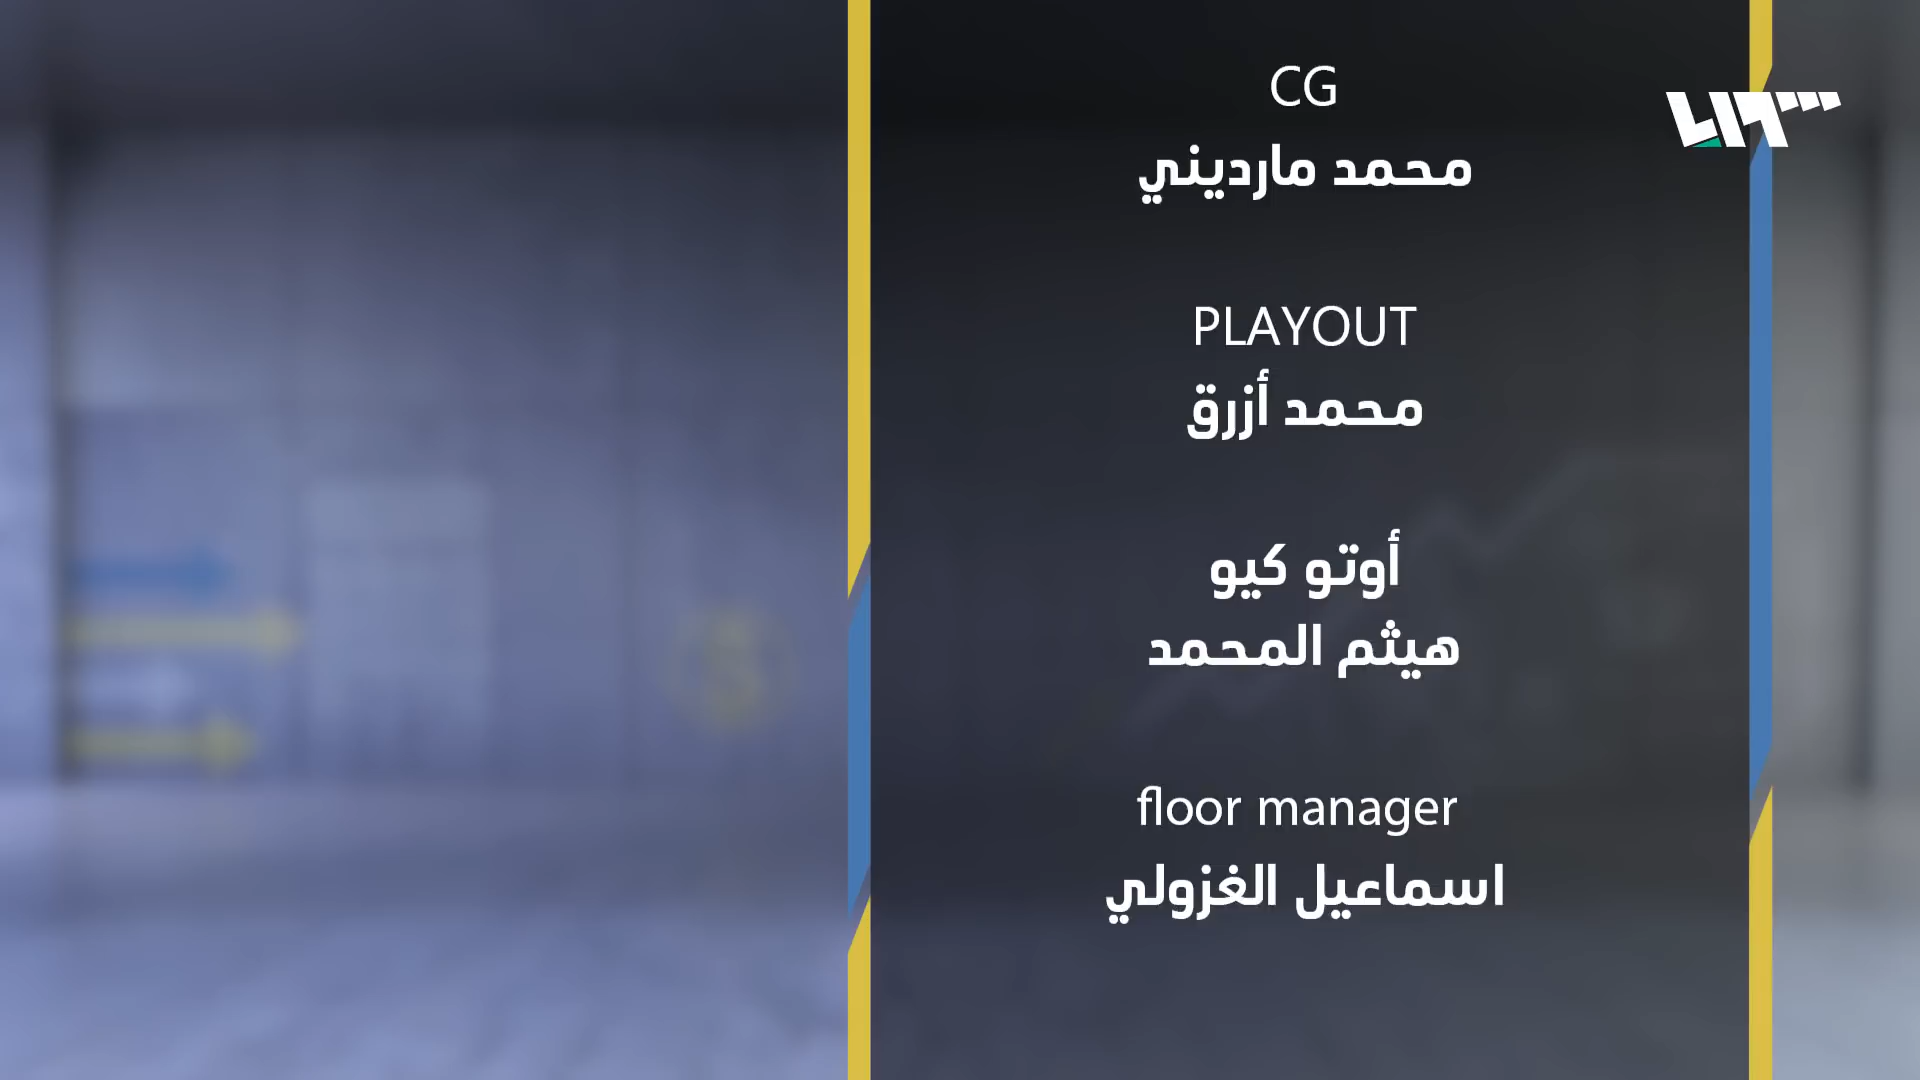 CG
محمد مارديني
PLAYOUT
محمد أزرق
أوتو كيو
هيثم المحمد
floor manager
اسماعيل الغزولي